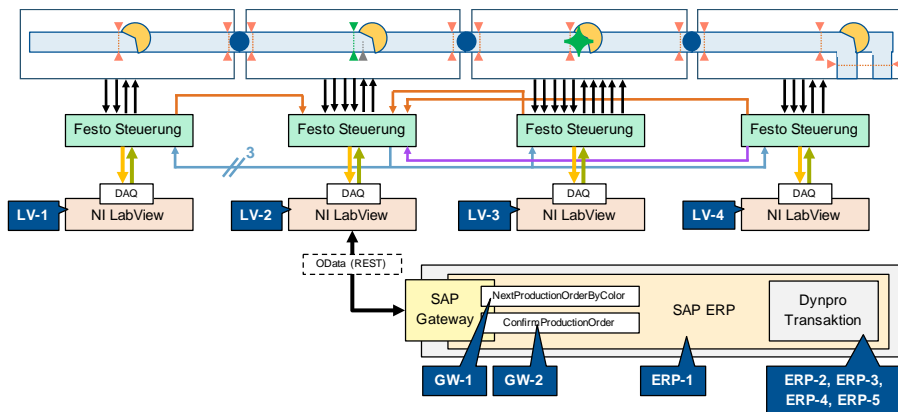 Festo Steuerung
Festo Steuerung
Festo Steuerung
Festo Steuerung
3
DAQ
DAQ
DAQ
DAQ
LV-1
NI LabView
LV-2
NI LabView
LV-3
NI LabView
LV-4
NI LabView
OData (REST)
SAP
Gateway
NextProductionOrderByColor
ConfirmProductionOrder
SAP ERP
Dynpro
Transaktion
GW-1
GW-2
ERP-1
ERP-2, ERP-3,
ERP-4, ERP-5